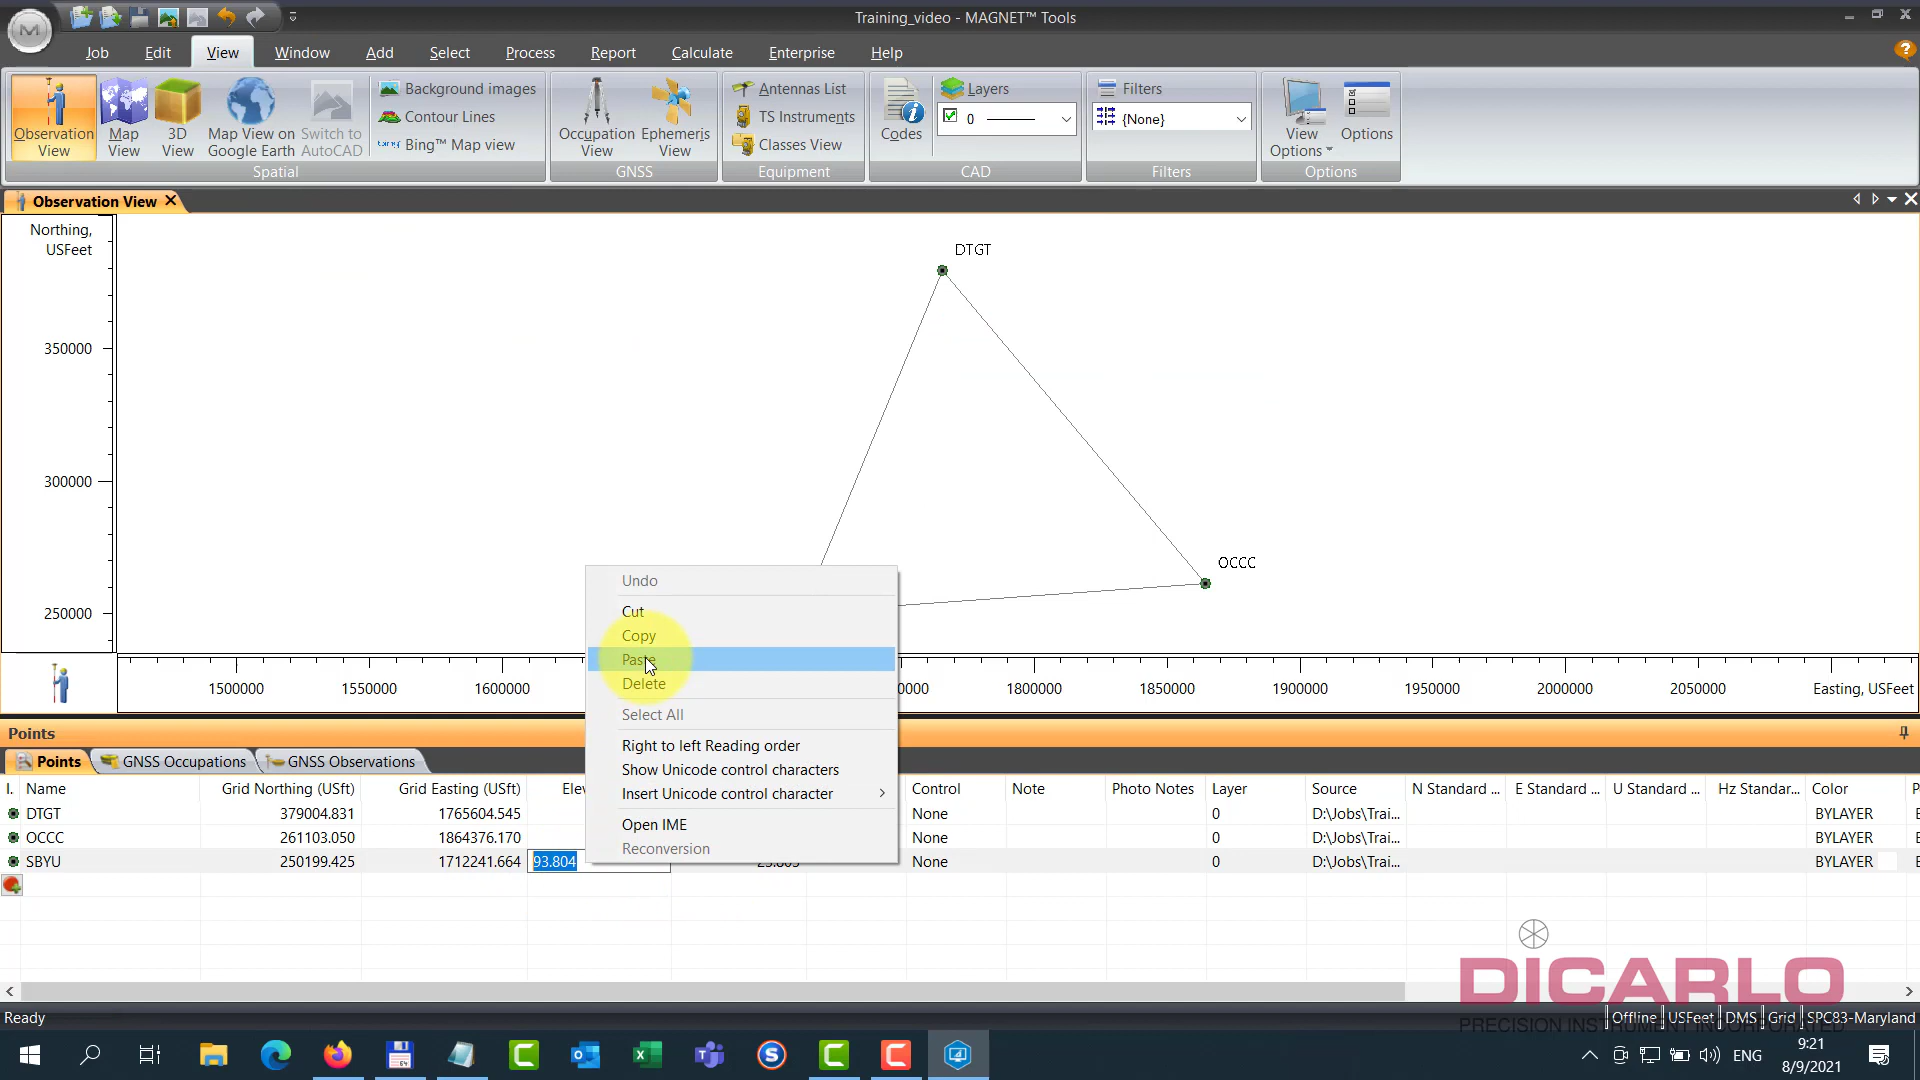 Training_video - MAGNET™ Tools
Job Edit View Window Add Select Process Report Calculate Enterprise Help
Observation View
Map View
3D View
Map View on Google Earth
Switch to AutoCAD
Background images
Contour Lines
Bing™ Map view
Spatial
Occupation View
Ephemeris View
GNSS
Antennas List
TS Instruments
Classes View
Equipment
Codes
Layers
0
CAD
Filters
{None}
Filters
View Options
Options
Options
Observation View
Northing, USFeet
350000
300000
250000
DTGT
OCCC
1500000 1550000 1600000 1800000 1850000 1900000 1950000 2000000 2050000 Easting, USFeet
Undo
Cut
Copy
Paste
Delete
Select All
Right to left Reading order
Show Unicode control characters
Insert Unicode control character
Open IME
Reconversion
Points
Points GNSS Occupations GNSS Observations
I. Name Grid Northing (USft) Grid Easting (USft) Control Note Photo Notes Layer Source N Standard ... E Standard ... U Standard ... Hz Standar... Color
DTGT 379004.831 1765604.545 None 0 D:\Jobs\Trai... BYLAYER
OCCC 261103.050 1864376.170 None 0 D:\Jobs\Trai... BYLAYER
SBYU 250199.425 1712241.664 93.804 None 0 D:\Jobs\Trai... BYLAYER
DICARLO
PRECISION INSTRUMENT INCORPORATED
Ready
Offline USFeet DMS Grid SPC83-Maryland
ENG
9:21
8/9/2021